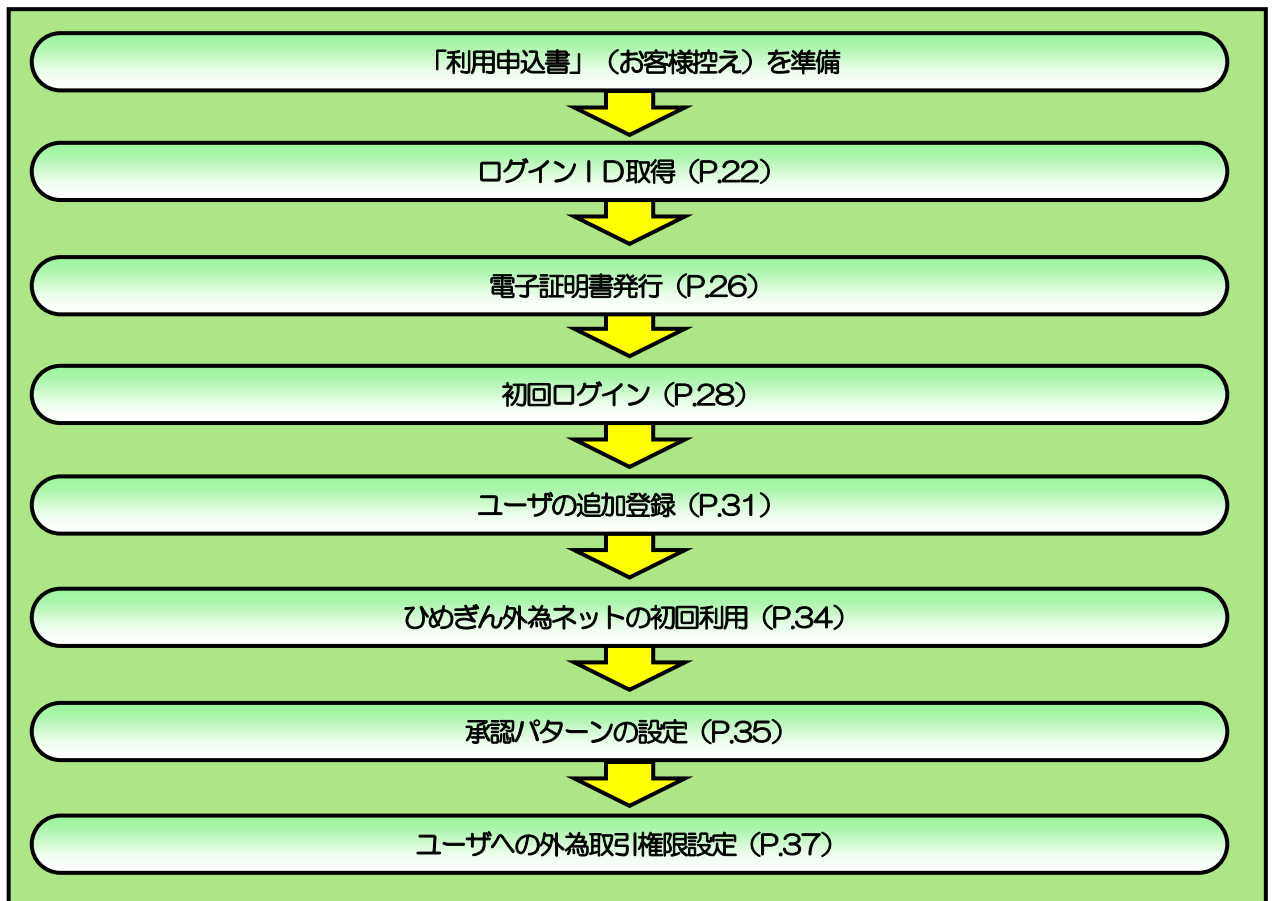 「利用申込書」（お客様控え）を準備
ログインＩＤ取得（P.22）
電子証明書発行（P.26）
初回ログイン（P.28）
ユーザの追加登録（P.31）
ひめぎん外為ネットの初回利用（P.34）
承認パターンの設定（P.35）
ユーザへの外為取引権限設定（P.37）